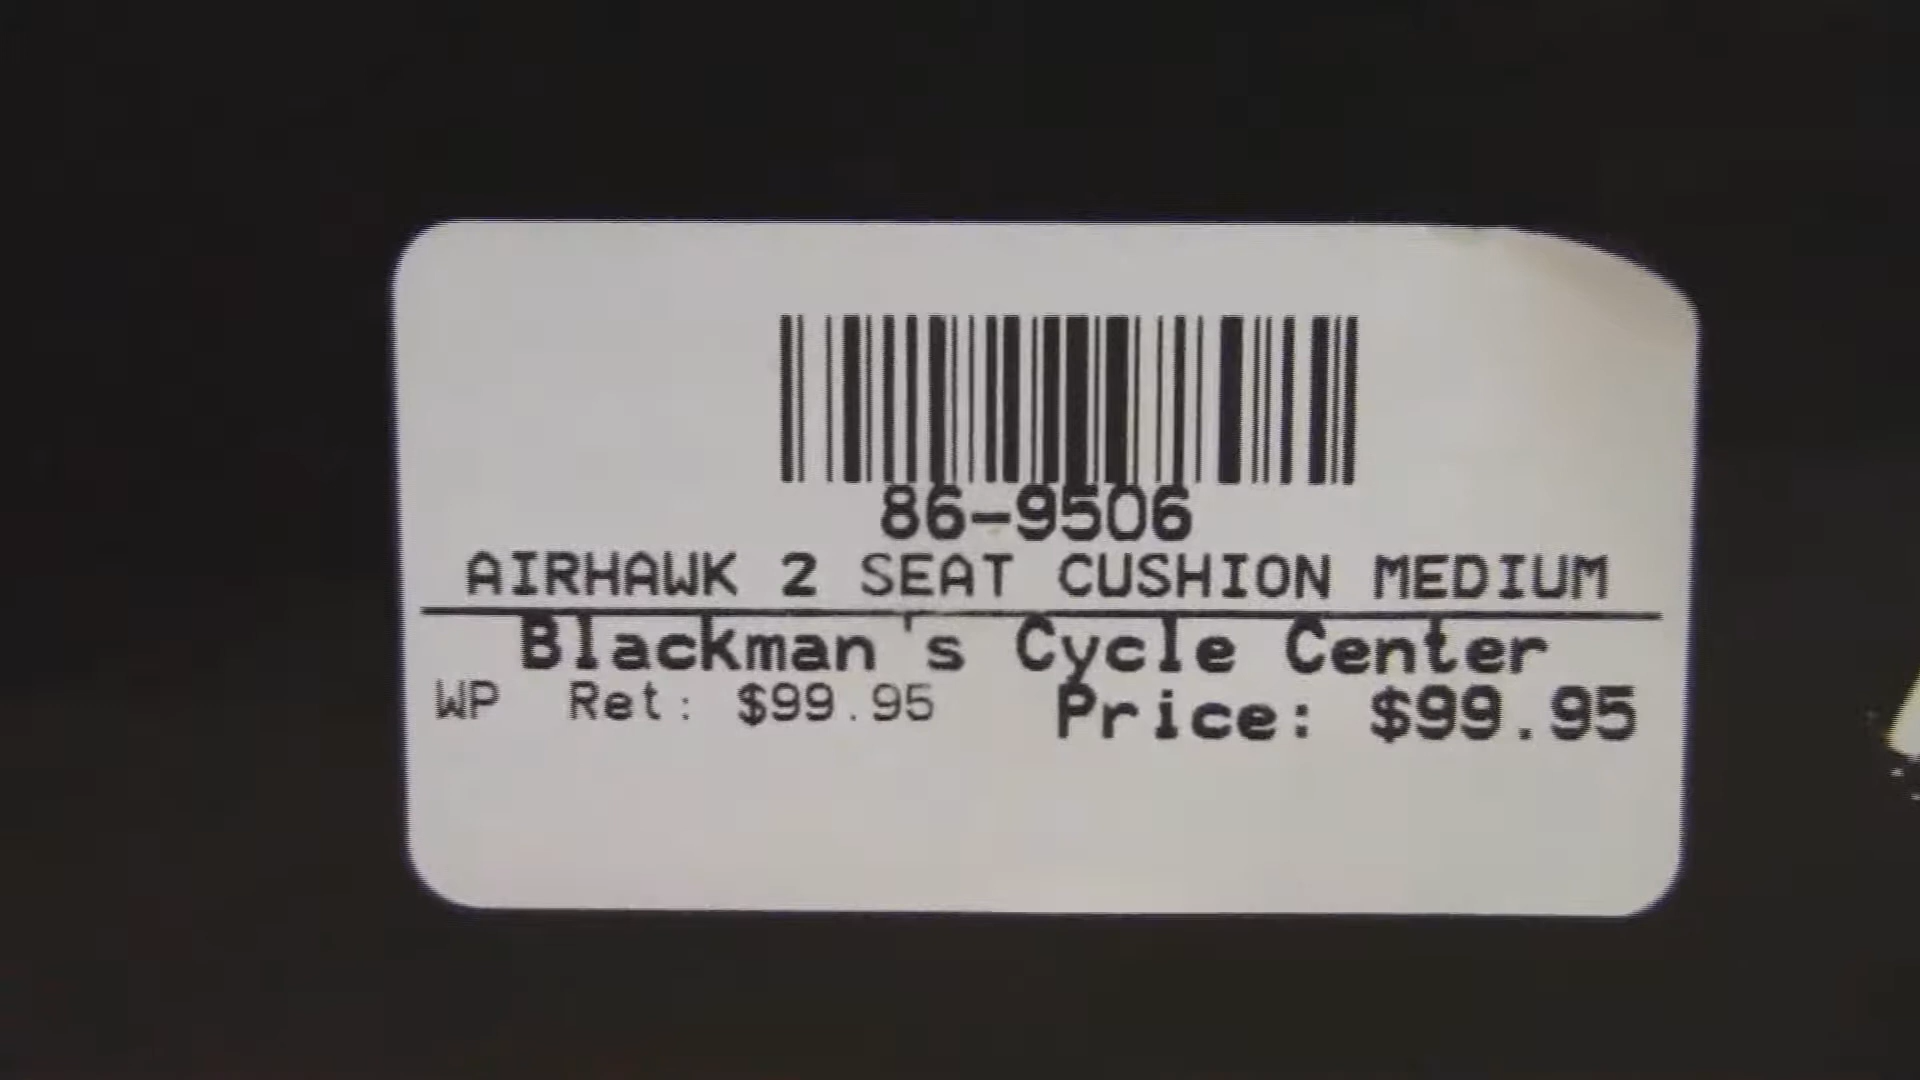 86-9506
AIRHAWK 2 SEAT CUSHION MEDIUM
Blackman's Cycle Center
WP Ret: $99.95 Price: $99.95